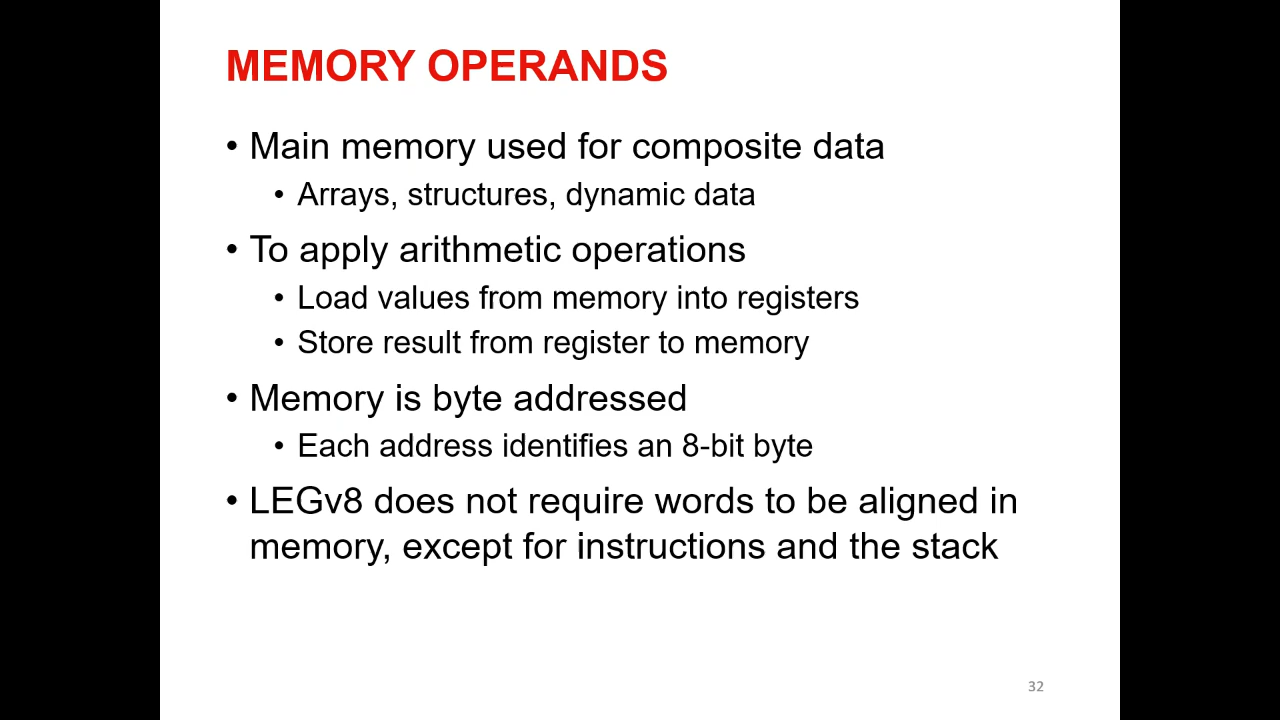 MEMORY OPERANDS
• Main memory used for composite data
• Arrays, structures, dynamic data
• To apply arithmetic operations
• Load values from memory into registers
• Store result from register to memory
• Memory is byte addressed
• Each address identifies an 8-bit byte
• LEGv8 does not require words to be aligned in
memory, except for instructions and the stack
32